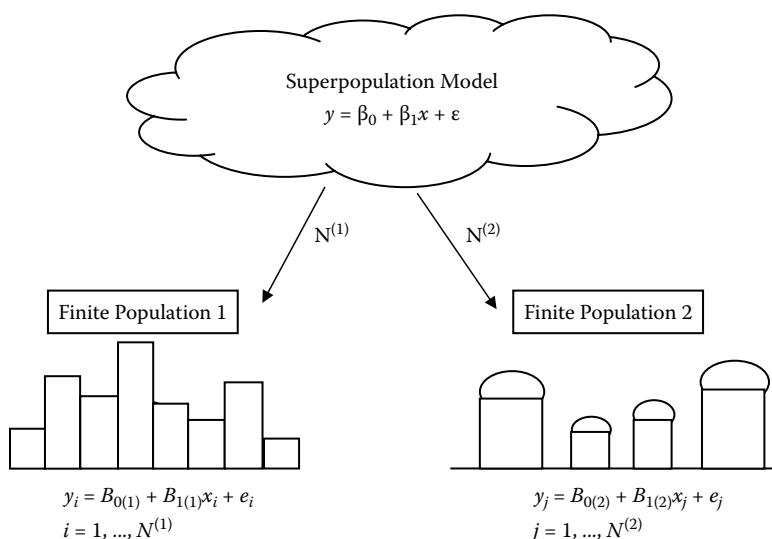 Superpopulation Model
y = β₀ + β₁x + ε
N⁽¹⁾
N⁽²⁾
Finite Population 1
Finite Population 2
yᵢ = B₀₍₁₎ + B₁₍₁₎xᵢ + eᵢ
i = 1, ..., N⁽¹⁾
yⱼ = B₀₍₂₎ + B₁₍₂₎xⱼ + eⱼ
j = 1, ..., N⁽²⁾